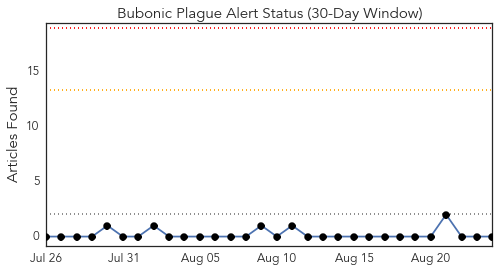 Bubonic Plague Alert Status (30-Day Window)
Articles Found
15
10
5
0
Jul 26 Jul 31 Aug 05 Aug 10 Aug 15 Aug 20